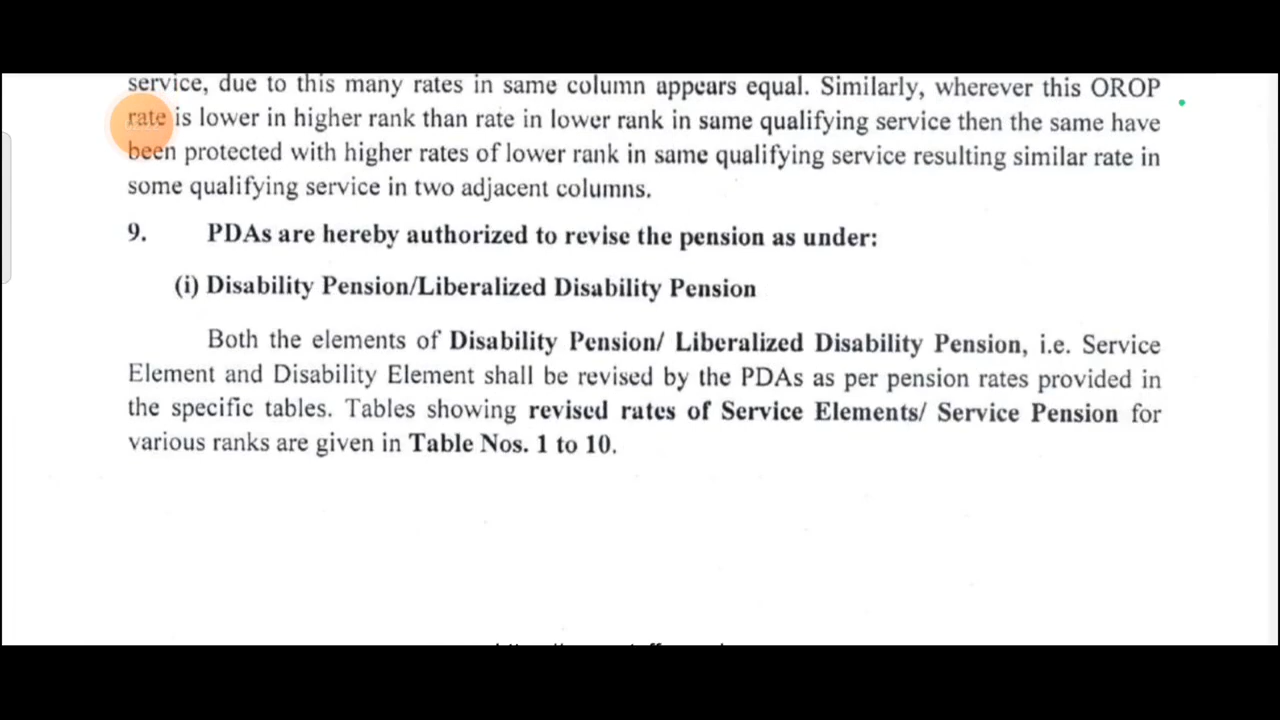 service, due to this many rates in same column appears equal. Similarly, wherever this OROP
rate is lower in higher rank than rate in lower rank in same qualifying service then the same have
been protected with higher rates of lower rank in same qualifying service resulting similar rate in
some qualifying service in two adjacent columns.
9. PDAs are hereby authorized to revise the pension as under:
(i) Disability Pension/Liberalized Disability Pension
Both the elements of Disability Pension/ Liberalized Disability Pension, i.e. Service
Element and Disability Element shall be revised by the PDAs as per pension rates provided in
the specific tables. Tables showing revised rates of Service Elements/ Service Pension for
various ranks are given in Table Nos. 1 to 10.